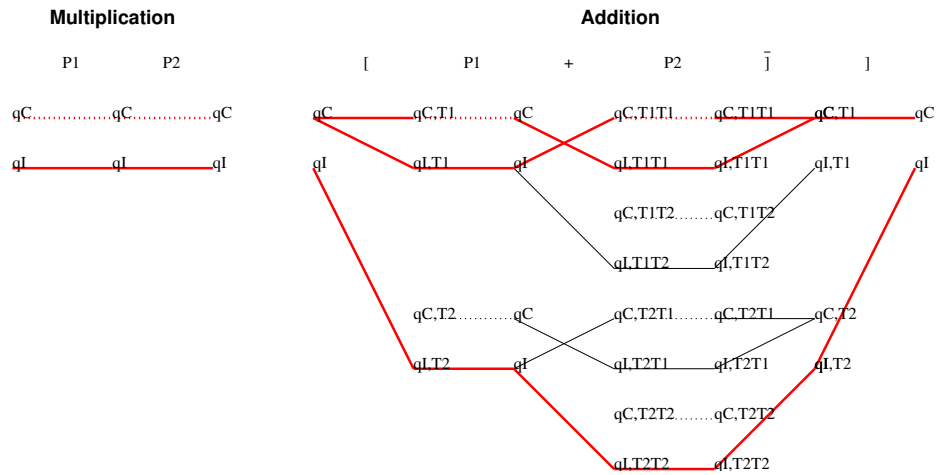 Multiplication Addition
P1 P2 [ P1 + P2 ]̄ ]
qC qC qC qC qC,T1 qC qC,T1T1 qC,T1T1 qC,T1 qC
qI qI qI qI qI,T1 qI qI,T1T1 qI,T1T1 qI,T1 qI
qC,T1T2 qC,T1T2
qI,T1T2 qI,T1T2
qC,T2 qC qC,T2T1 qC,T2T1 qC,T2
qI,T2 qI qI,T2T1 qI,T2T1 qI,T2
qC,T2T2 qC,T2T2
qI,T2T2 qI,T2T2